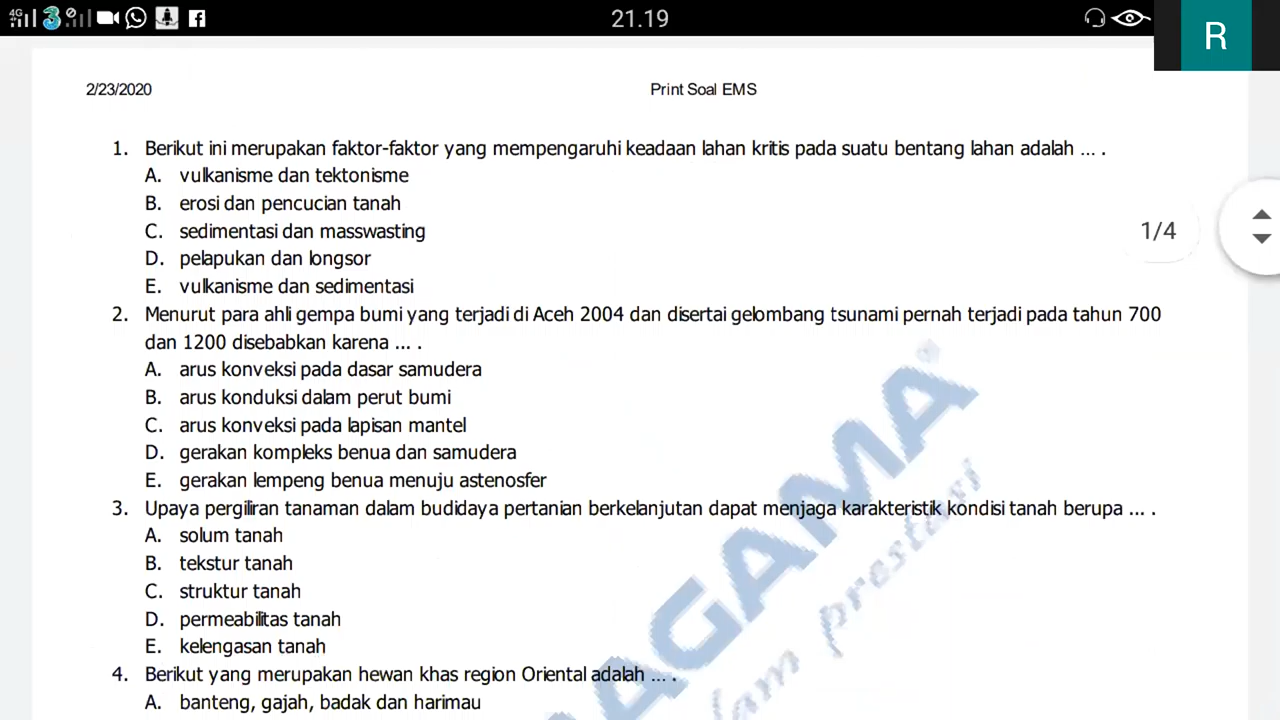 4G 3 21.19 R
2/23/2020 Print Soal EMS
1. Berikut ini merupakan faktor-faktor yang mempengaruhi keadaan lahan kritis pada suatu bentang lahan adalah ... .
A. vulkanisme dan tektonisme
B. erosi dan pencucian tanah
1/4
C. sedimentasi dan masswasting
D. pelapukan dan longsor
E. vulkanisme dan sedimentasi
2. Menurut para ahli gempa bumi yang terjadi di Aceh 2004 dan disertai gelombang tsunami pernah terjadi pada tahun 700
dan 1200 disebabkan karena ... .
A. arus konveksi pada dasar samudera
B. arus konduksi dalam perut bumi
C. arus konveksi pada lapisan mantel
D. gerakan kompleks benua dan samudera
E. gerakan lempeng benua menuju astenosfer
3. Upaya pergiliran tanaman dalam budidaya pertanian berkelanjutan dapat menjaga karakteristik kondisi tanah berupa ... .
A. solum tanah
B. tekstur tanah
C. struktur tanah
D. permeabilitas tanah
E. kelengasan tanah
4. Berikut yang merupakan hewan khas region Oriental adalah ... .
A. banteng, gajah, badak dan harimau
AGAMA®
lam prestasi